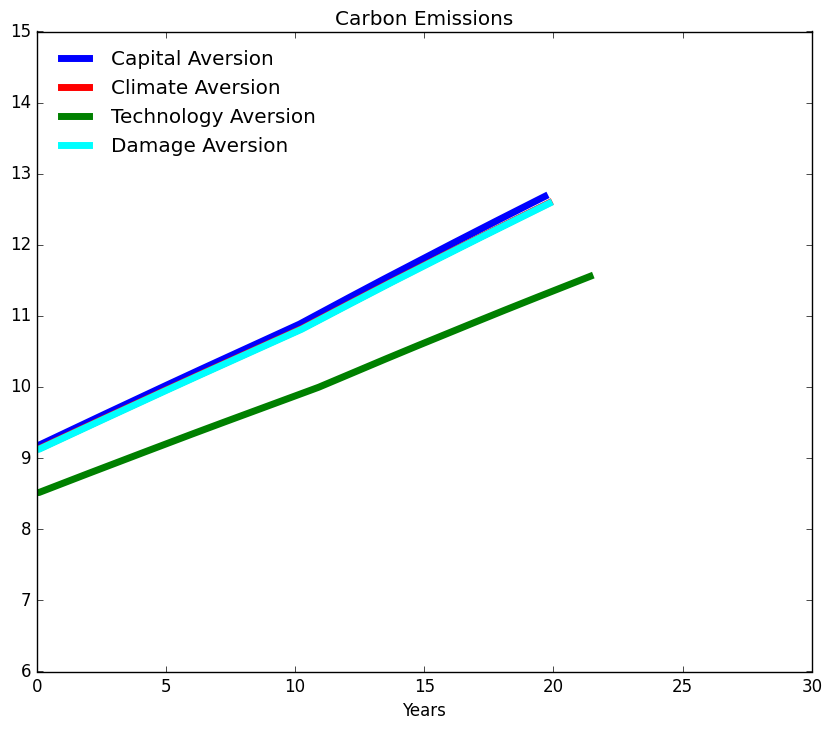 Carbon Emissions
15
14
13
12
11
10
9
8
7
6
Capital Aversion
Climate Aversion
Technology Aversion
Damage Aversion
0 5 10 15 20 25 30
Years